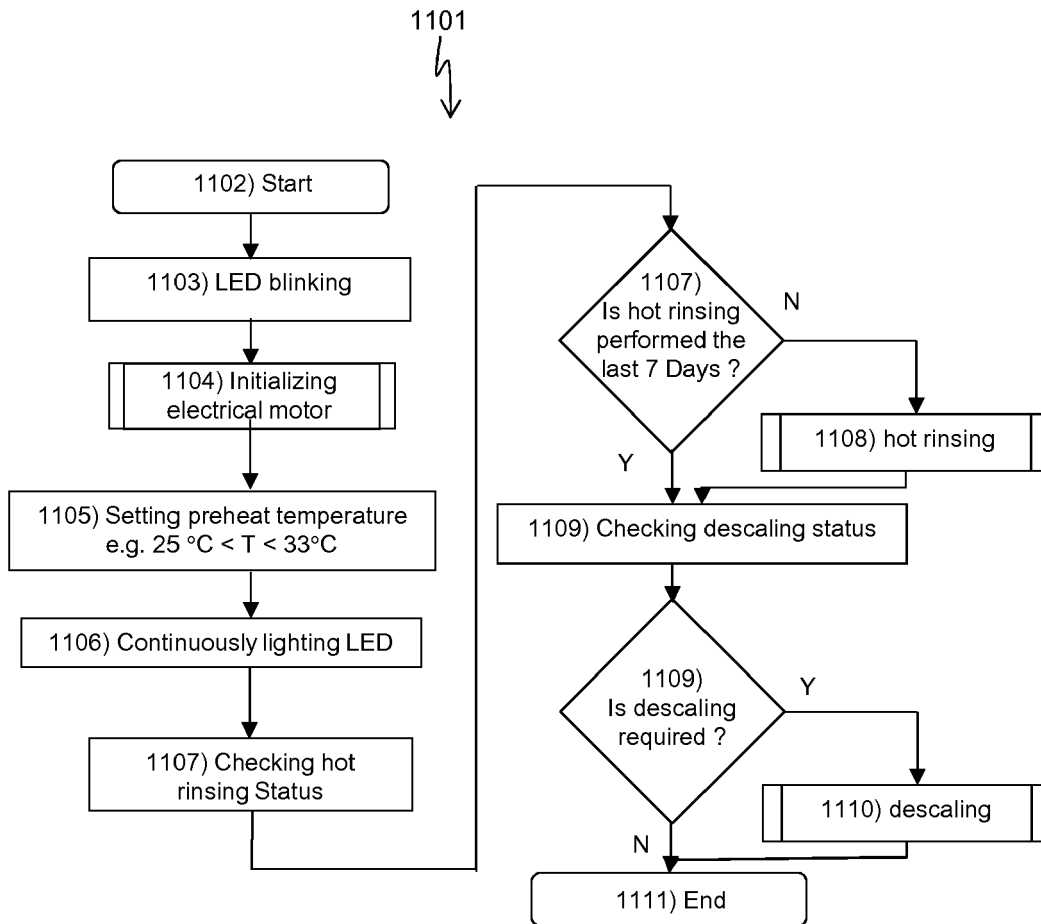 1101
1102) Start
1103) LED blinking
1104) Initializing
electrical motor
1105) Setting preheat temperature
e.g. 25 °C < T < 33°C
1106) Continuously lighting LED
1107) Checking hot
rinsing Status
1107)
Is hot rinsing
performed the
last 7 Days ?
N
Y
1108) hot rinsing
1109) Checking descaling status
1109)
Is descaling
required ?
Y
N
1110) descaling
1111) End